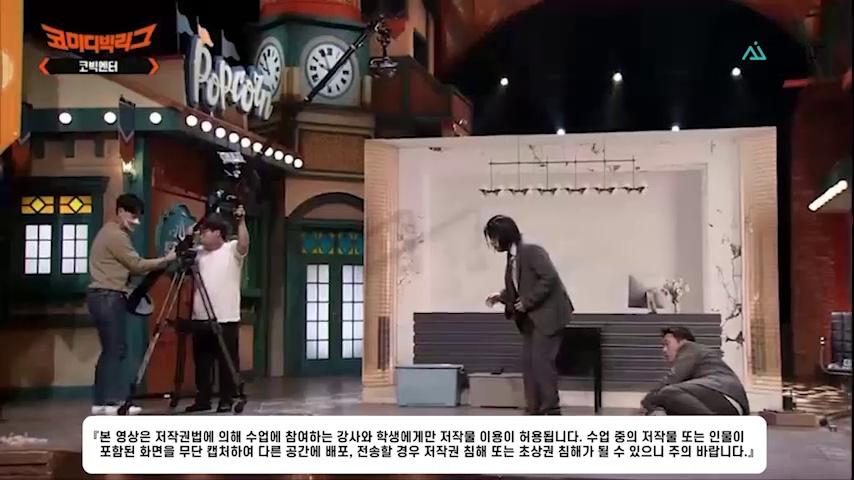 코미디빅리그
코빅엔터
Popcorn
『본 영상은 저작권법에 의해 수업에 참여하는 강사와 학생에게만 저작물 이용이 허용됩니다. 수업 중의 저작물 또는 인물이
포함된 화면을 무단 캡처하여 다른 공간에 배포, 전송할 경우 저작권 침해 또는 초상권 침해가 될 수 있으니 주의 바랍니다.』